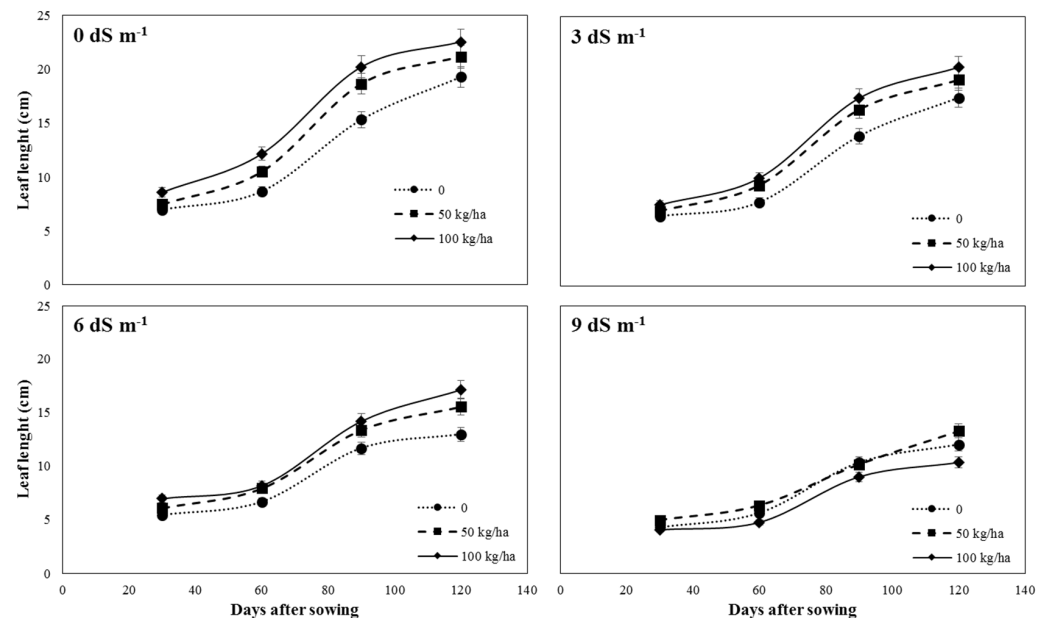 25
0 dS m-1
20
15
10
5
0
Leaf lenght (cm)
0
50 kg/ha
100 kg/ha
3 dS m-1
0
50 kg/ha
100 kg/ha
25
6 dS m-1
20
15
10
5
0
Leaf lenght (cm)
0
50 kg/ha
100 kg/ha
0 20 40 60 80 100 120 140
Days after sowing
9 dS m-1
0
50 kg/ha
100 kg/ha
0 20 40 60 80 100 120 140
Days after sowing